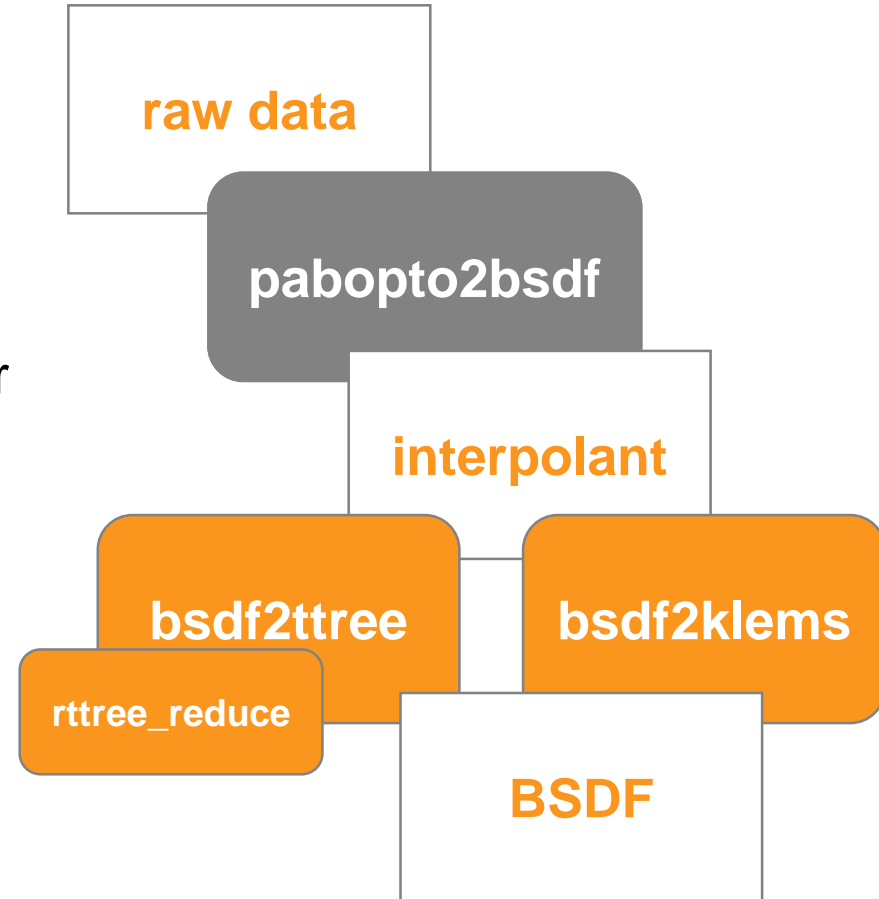 raw data
pabopto2bsdf
r
interpolant
bsdf2ttree
bsdf2klems
rttree_reduce
BSDF